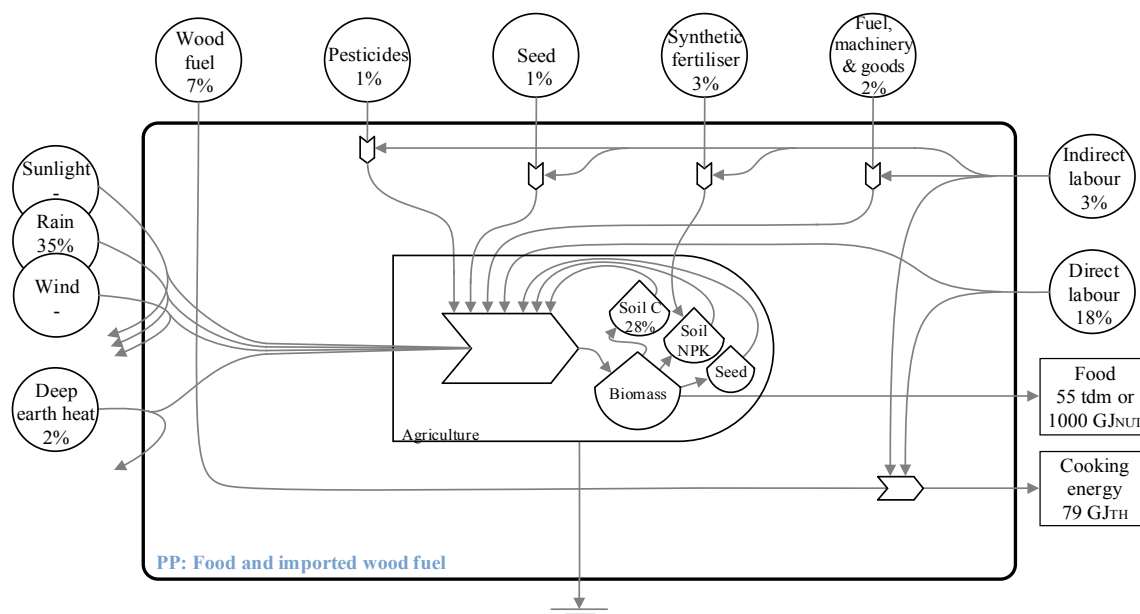 Wood
fuel
7%
Pesticides
1%
Seed
1%
Synthetic
fertiliser
3%
Fuel,
machinery
& goods
2%
Sunlight
-
Rain
35%
Wind
-
Deep
earth heat
2%
Indirect
labour
3%
Direct
labour
18%
Soil C
28%
Soil
NPK
Seed
Biomass
Agriculture
Food
55 tdm or
1000 GJNUT
Cooking
energy
79 GJTH
PP: Food and imported wood fuel